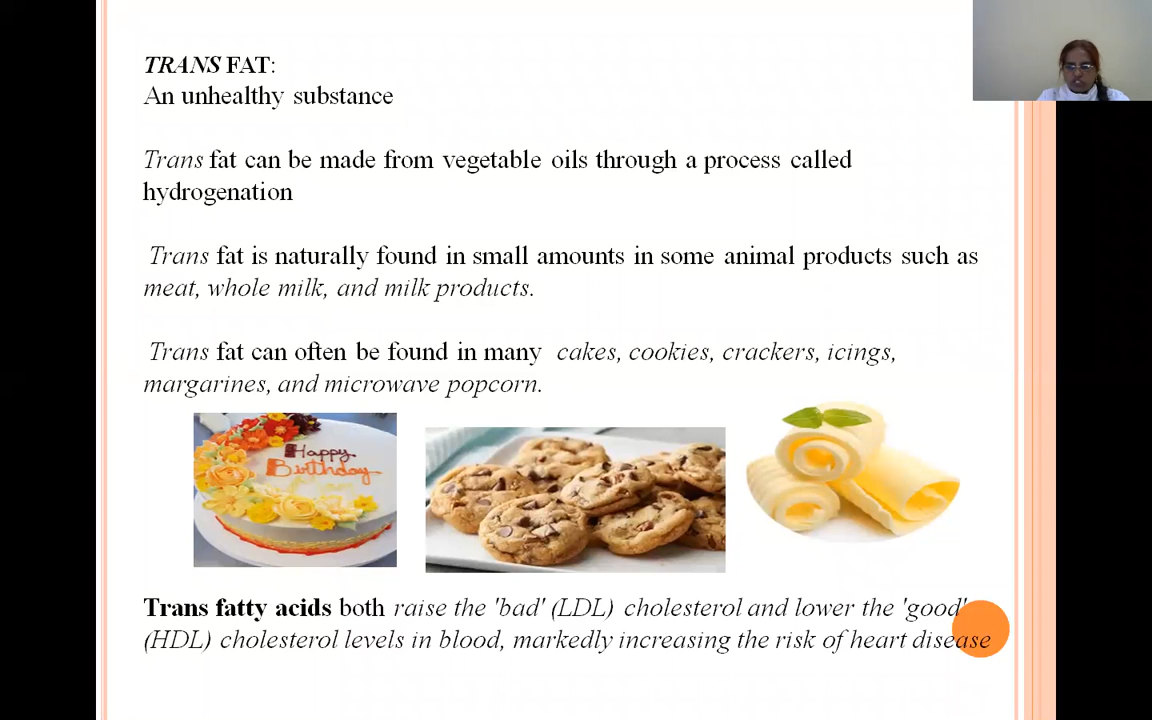 TRANS FAT:
An unhealthy substance
Trans fat can be made from vegetable oils through a process called
hydrogenation
Trans fat is naturally found in small amounts in some animal products such as
meat, whole milk, and milk products.
Trans fat can often be found in many cakes, cookies, crackers, icings,
margarines, and microwave popcorn.
Happy
Birthday
Trans fatty acids both raise the 'bad' (LDL) cholesterol and lower the 'good'
(HDL) cholesterol levels in blood, markedly increasing the risk of heart disease